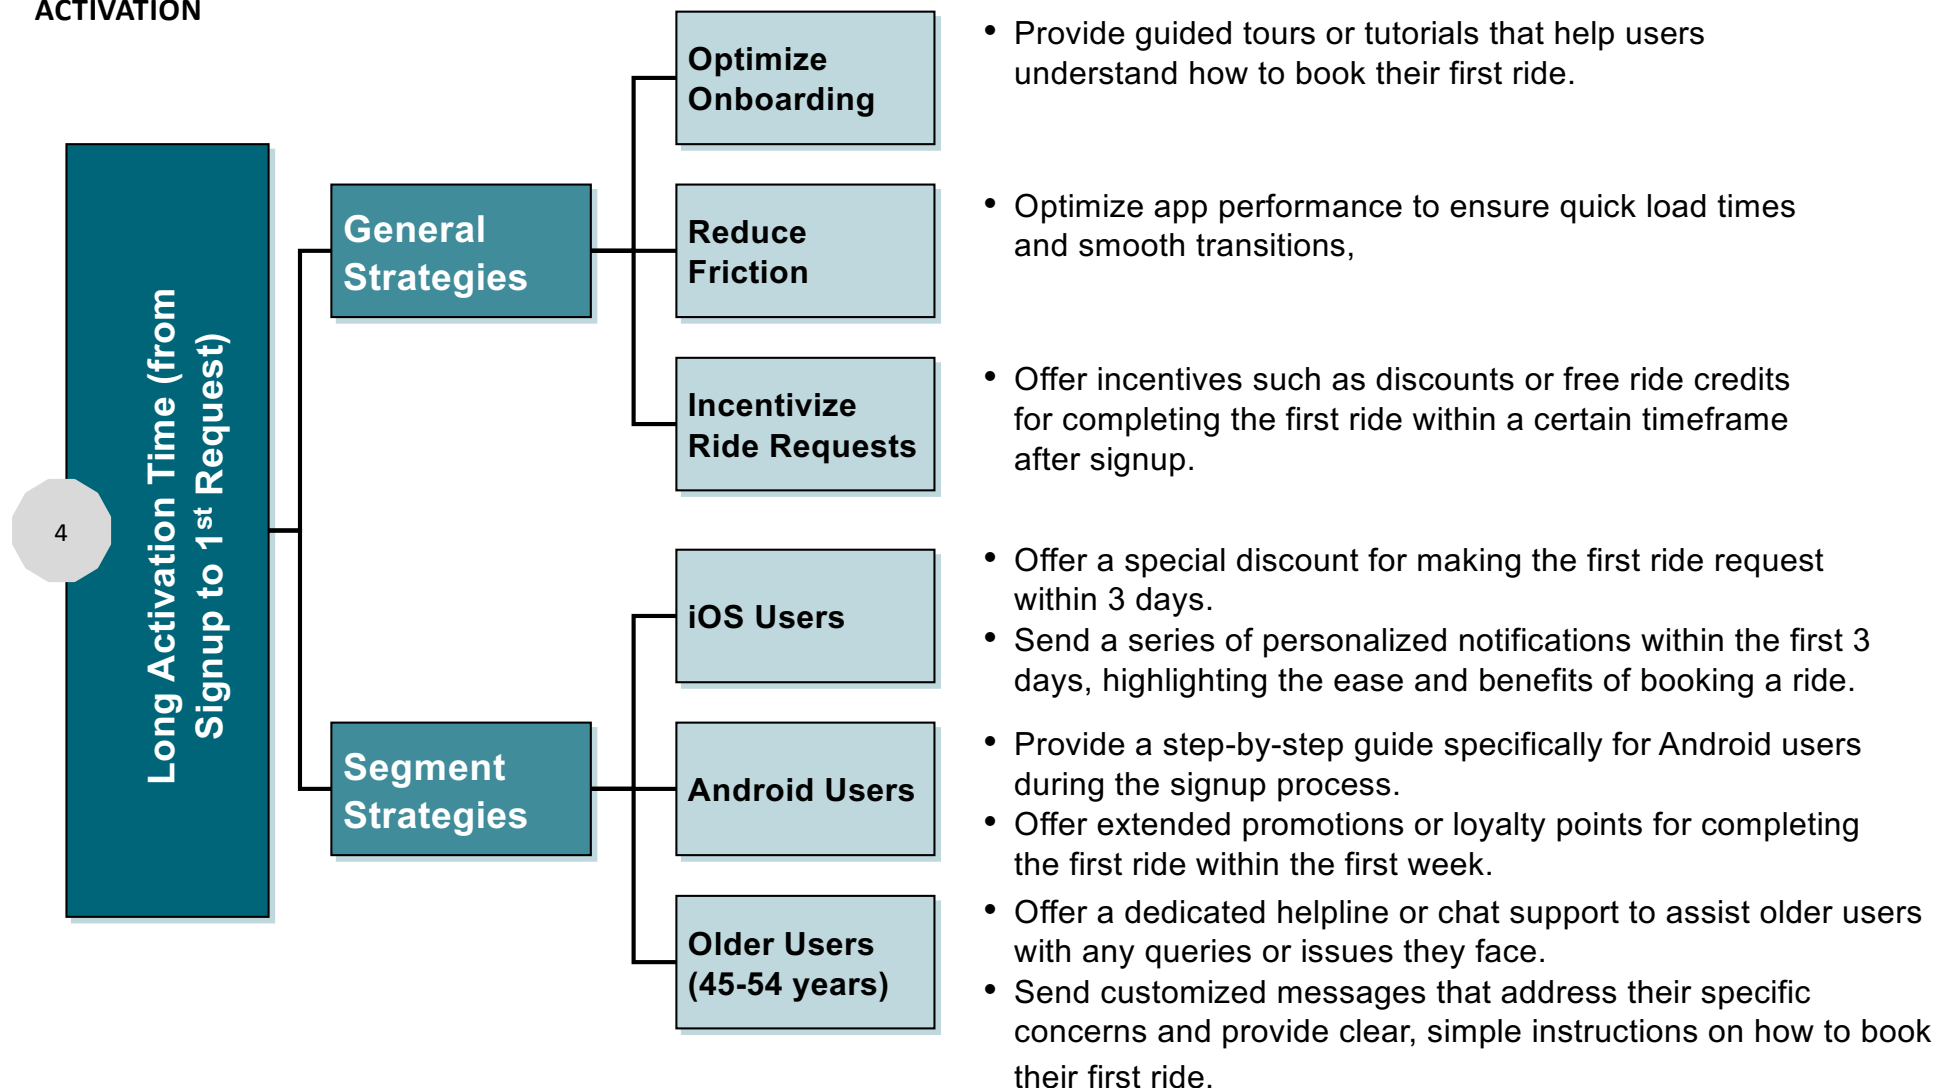 ACTIVATION
4
Long Activation Time (from
Signup to 1st Request)
General
Strategies
Optimize
Onboarding
• Provide guided tours or tutorials that help users
understand how to book their first ride.
Reduce
Friction
• Optimize app performance to ensure quick load times
and smooth transitions,
Incentivize
Ride Requests
• Offer incentives such as discounts or free ride credits
for completing the first ride within a certain timeframe
after signup.
Segment
Strategies
iOS Users
• Offer a special discount for making the first ride request
within 3 days.
• Send a series of personalized notifications within the first 3
days, highlighting the ease and benefits of booking a ride.
Android Users
• Provide a step-by-step guide specifically for Android users
during the signup process.
• Offer extended promotions or loyalty points for completing
the first ride within the first week.
Older Users
(45-54 years)
• Offer a dedicated helpline or chat support to assist older users
with any queries or issues they face.
• Send customized messages that address their specific
concerns and provide clear, simple instructions on how to book
their first ride.